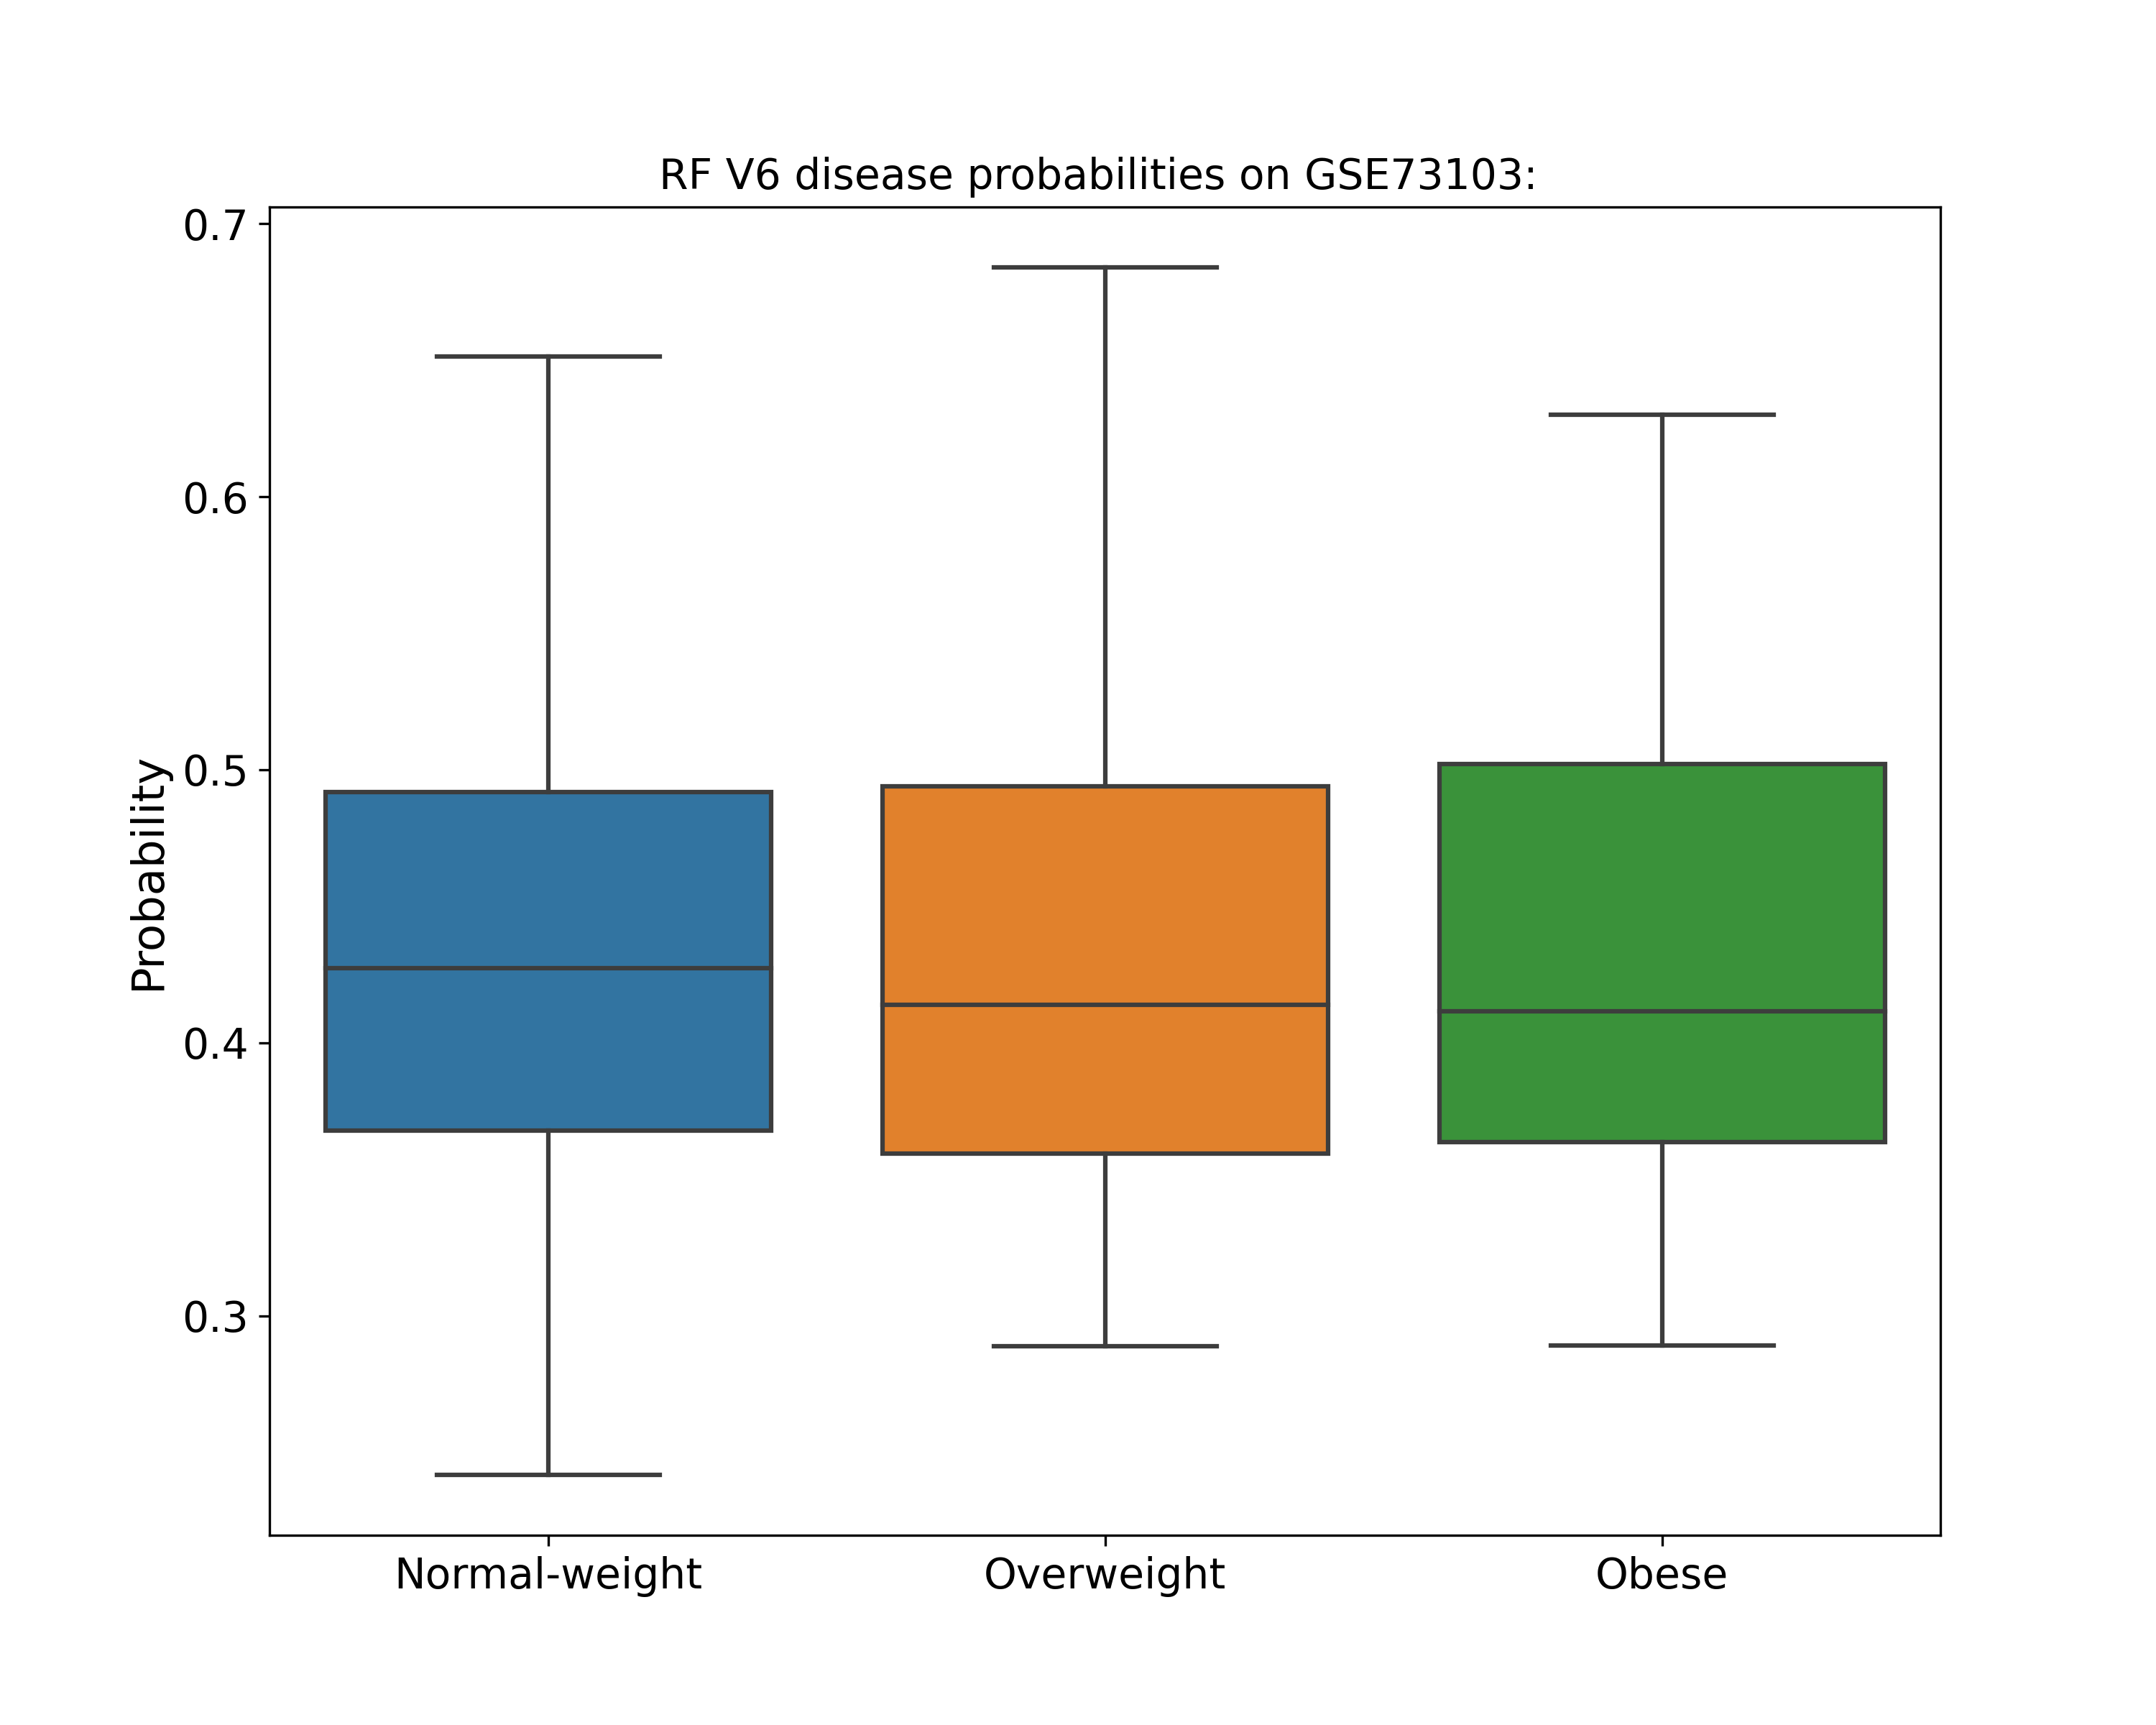 RF V6 disease probabilities on GSE73103:
0.7
0.6
0.5
0.4
0.3
Probability
Normal-weight
Overweight
Obese